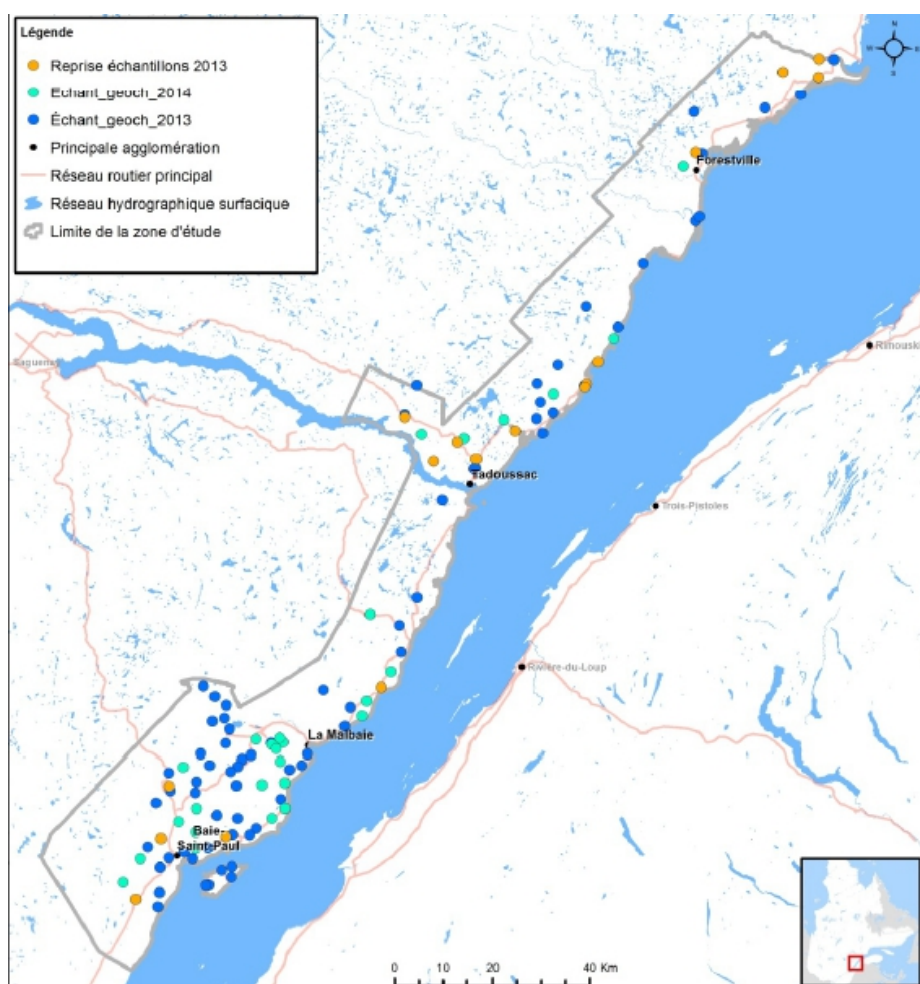 Légende
Reprise échantillons 2013
Echant_geoch_2014
Échant_geoch_2013
Principale agglomération
Réseau routier principal
Réseau hydrographique surfacique
Limite de la zone d'étude
N
Forestville
Rimouski
Saguenay
Tadoussac
Trois-Pistoles
Rivière-du-Loup
La Malbaie
Baie-
Saint-Paul
0 10 20 40 Km